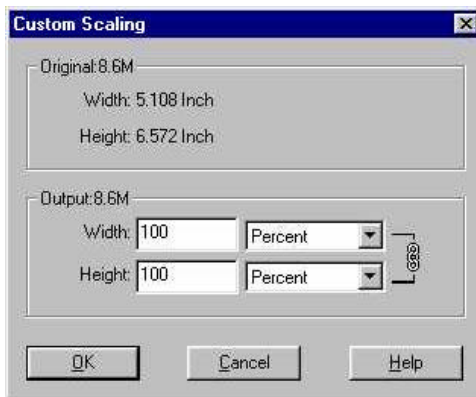 Custom Scaling
Original:8.6M
Width: 5.108 Inch
Height: 6.572 Inch
Output:8.6M
Width: 100 Percent
Height: 100 Percent
OK Cancel Help